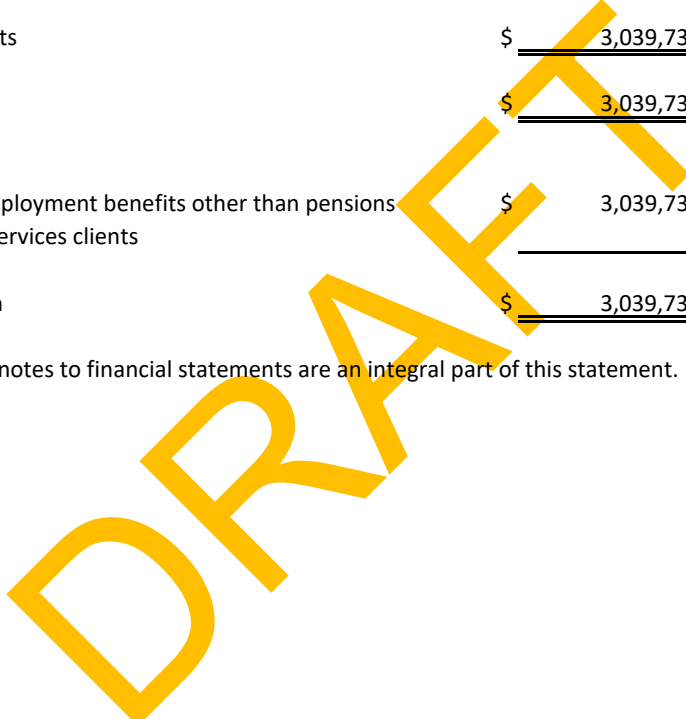 ts $ 3,039,73
$ 3,039,73
ployment benefits other than pensions $ 3,039,73
ervices clients
n $ 3,039,73
notes to financial statements are an integral part of this statement.
DRAFT